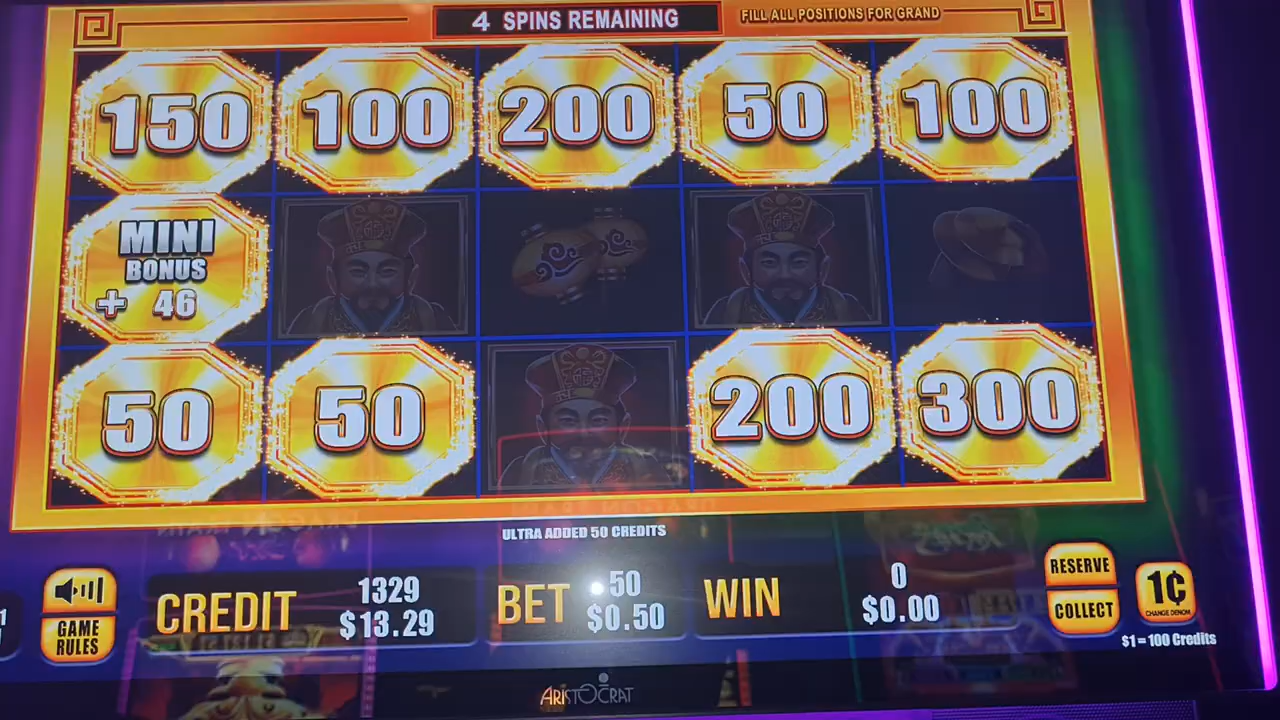 4 SPINS REMAINING
FILL ALL POSITIONS FOR GRAND
150
100
200
50
100
MINI
BONUS
+ 46
50
50
200
300
ULTRA ADDED 50 CREDITS
GAME
RULES
CREDIT
1329
$13.29
BET
50
$0.50
WIN
0
$0.00
RESERVE
COLLECT
1¢
CHANGE DENOM
$1 = 100 Credits
ARISTOCRAT